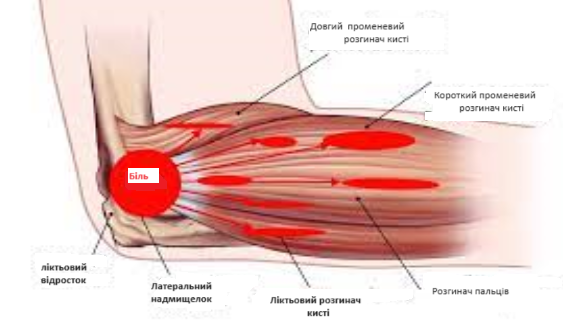 Довгий променевий
розгинач кисті
Короткий променевий
розгинач кисті
Біль
ліктьовий
відросток
Латеральний
надмищелок
Ліктьовий розгинач
кисті
Розгинач пальців